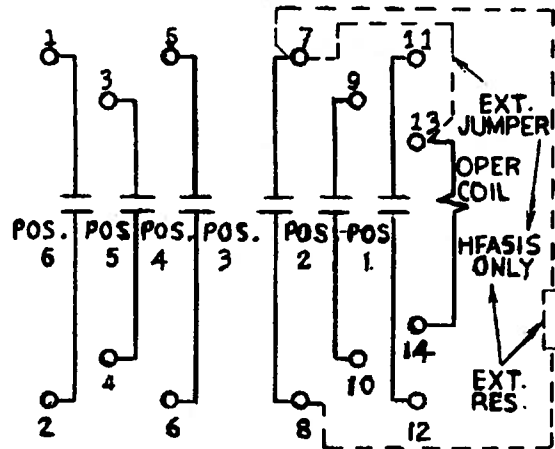 1
5
7
11
3
9
EXT.
JUMPER
13
OPER
COIL
POS.
6
POS
5
POS.
4
POS.
3
POS
2
POS
1
HFASIS
ONLY
14
4
10
EXT.
RES.
2
6
8
12